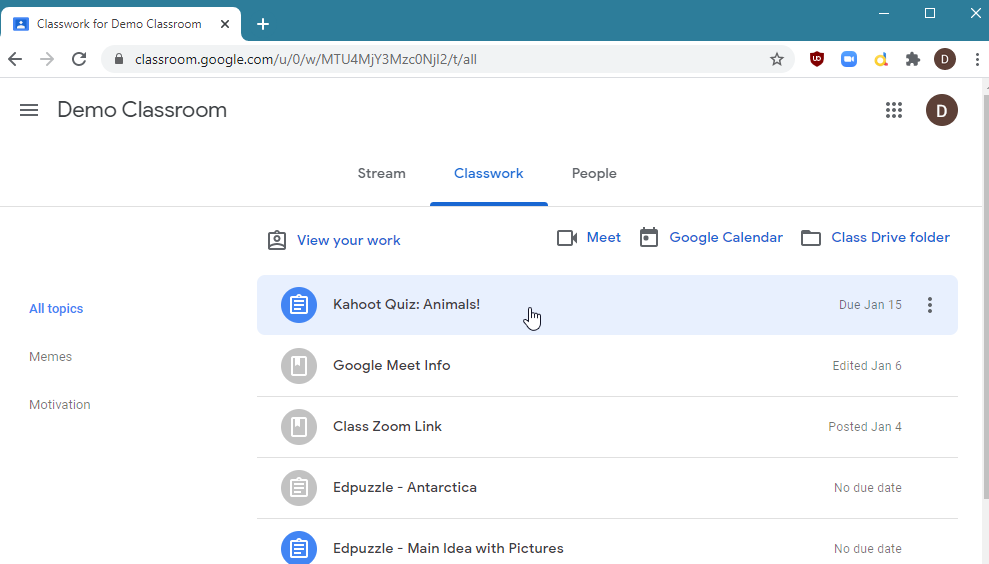 Classwork for Demo Classroom
classroom.google.com/u/0/w/MTU4MjY3Mzc0NjI2/t/all
D
Demo Classroom
D
Stream Classwork People
View your work Meet Google Calendar Class Drive folder
All topics
Memes
Motivation
Kahoot Quiz: Animals! Due Jan 15
Google Meet Info Edited Jan 6
Class Zoom Link Posted Jan 4
Edpuzzle - Antarctica No due date
Edpuzzle - Main Idea with Pictures No due date